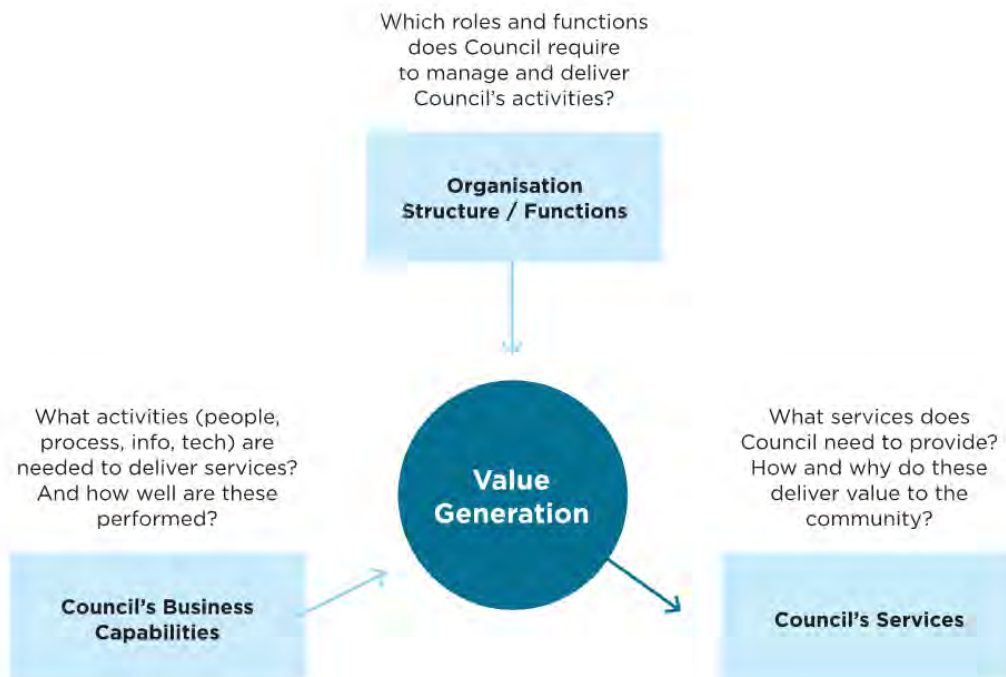 Which roles and functions
does Council require
to manage and deliver
Council's activities?
Organisation
Structure / Functions
What activities (people,
process, info, tech) are
needed to deliver services?
And how well are these
performed?
Council's Business
Capabilities
Value
Generation
What services does
Council need to provide?
How and why do these
deliver value to the
community?
Council's Services